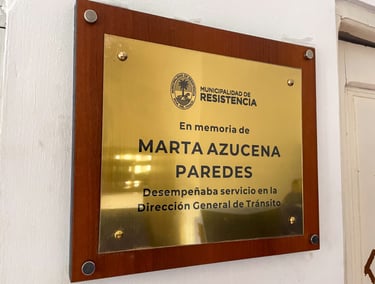 MUNICIPALIDAD DE
RESISTENCIA
En memoria de
MARTA AZUCENA
PAREDES
Desempeñaba servicio en la
Dirección General de Tránsito